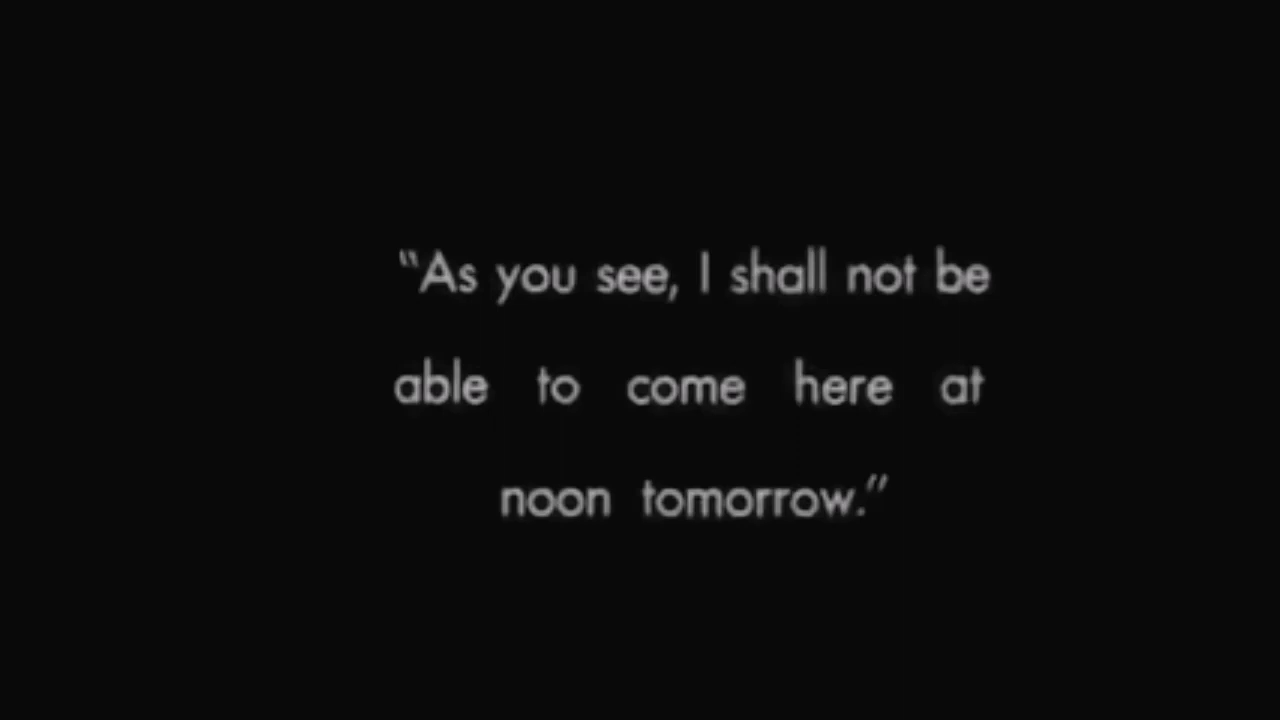 “As you see, I shall not be
able to come here at
noon tomorrow.”